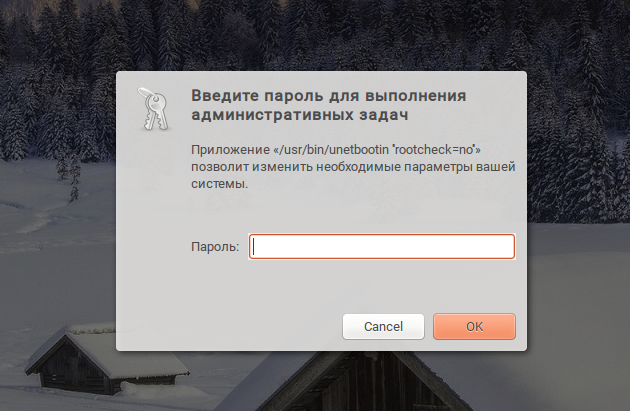 Введите пароль для выполнения
административных задач
Приложение «/usr/bin/unetbootin "rootcheck=no"»
позволит изменить необходимые параметры вашей
системы.
Пароль:
Cancel
OK